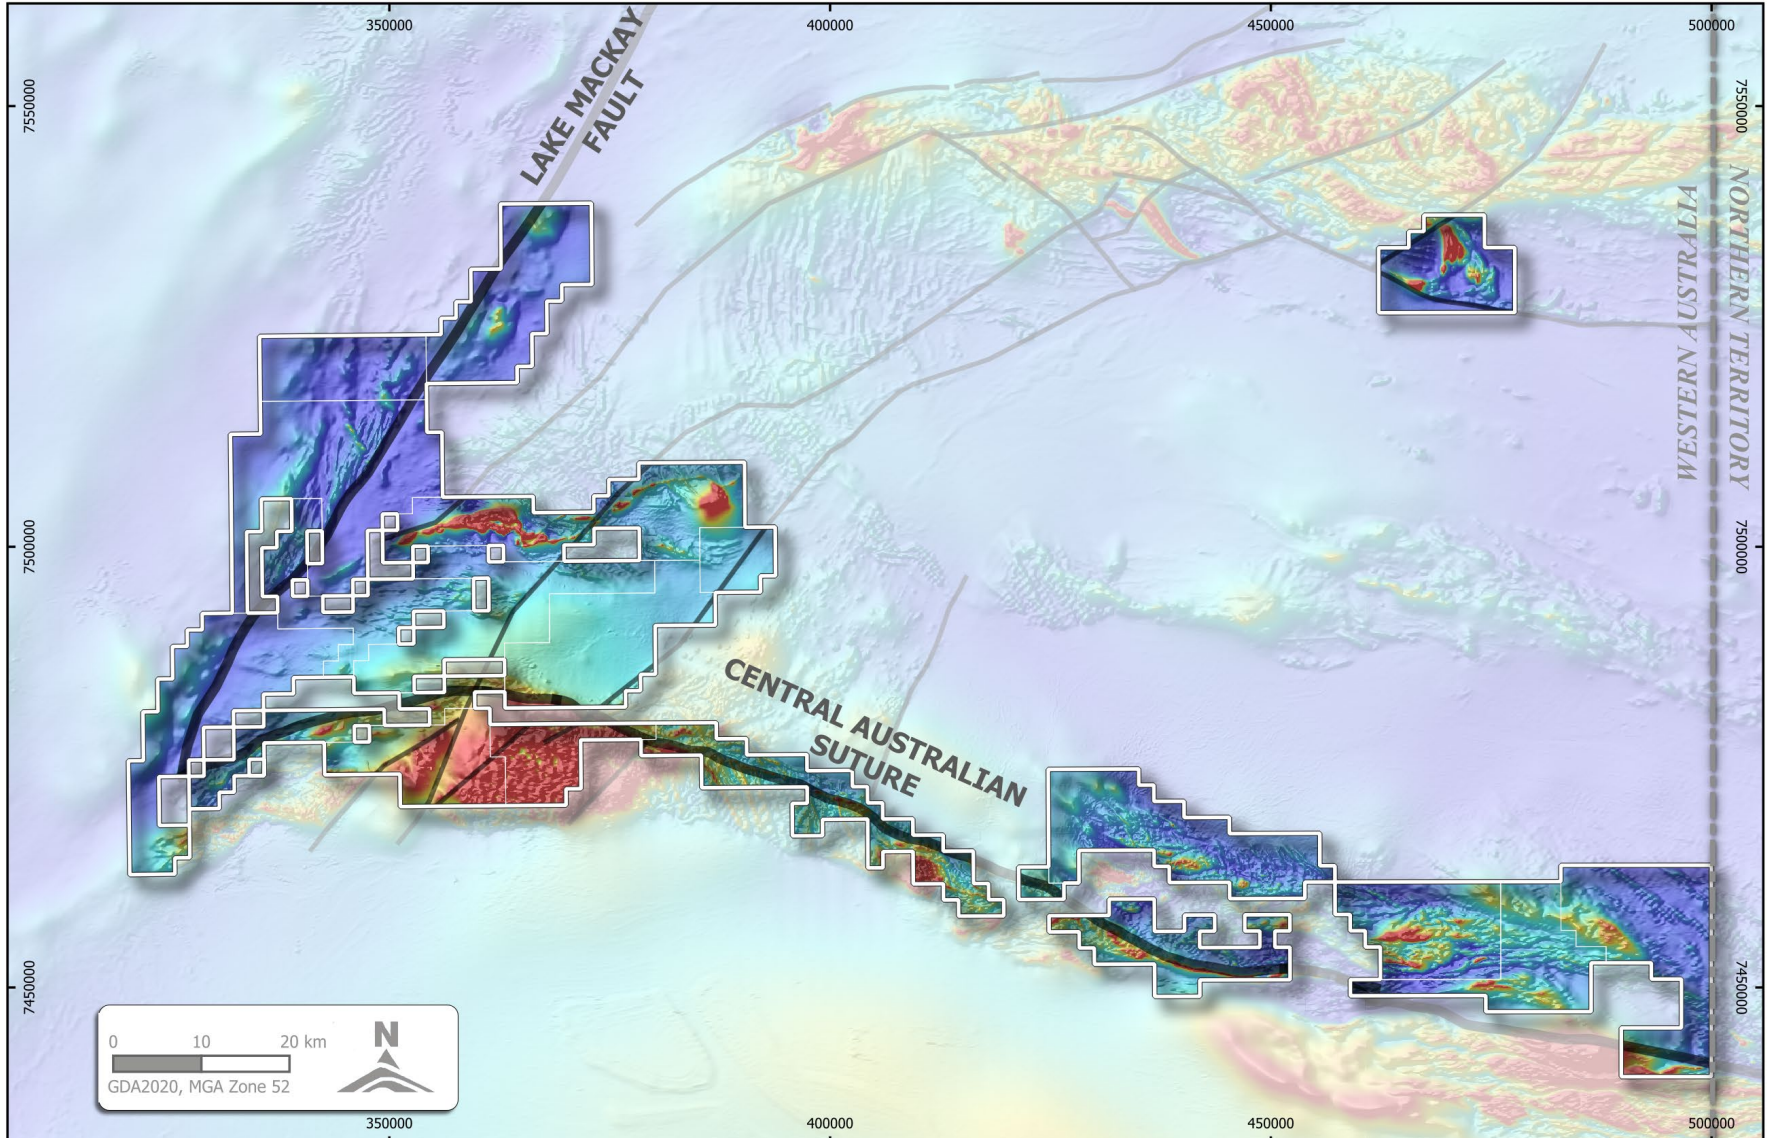 350000
400000
450000
500000
LAKE MACKAY
FAULT
7550000
7550000
WESTERN AUSTRALIA
NORTHERN TERRITORY
7500000
7500000
CENTRAL AUSTRALIAN
SUTURE
7450000
7450000
0 10 20 km
N
GDA2020, MGA Zone 52
350000
400000
450000
500000